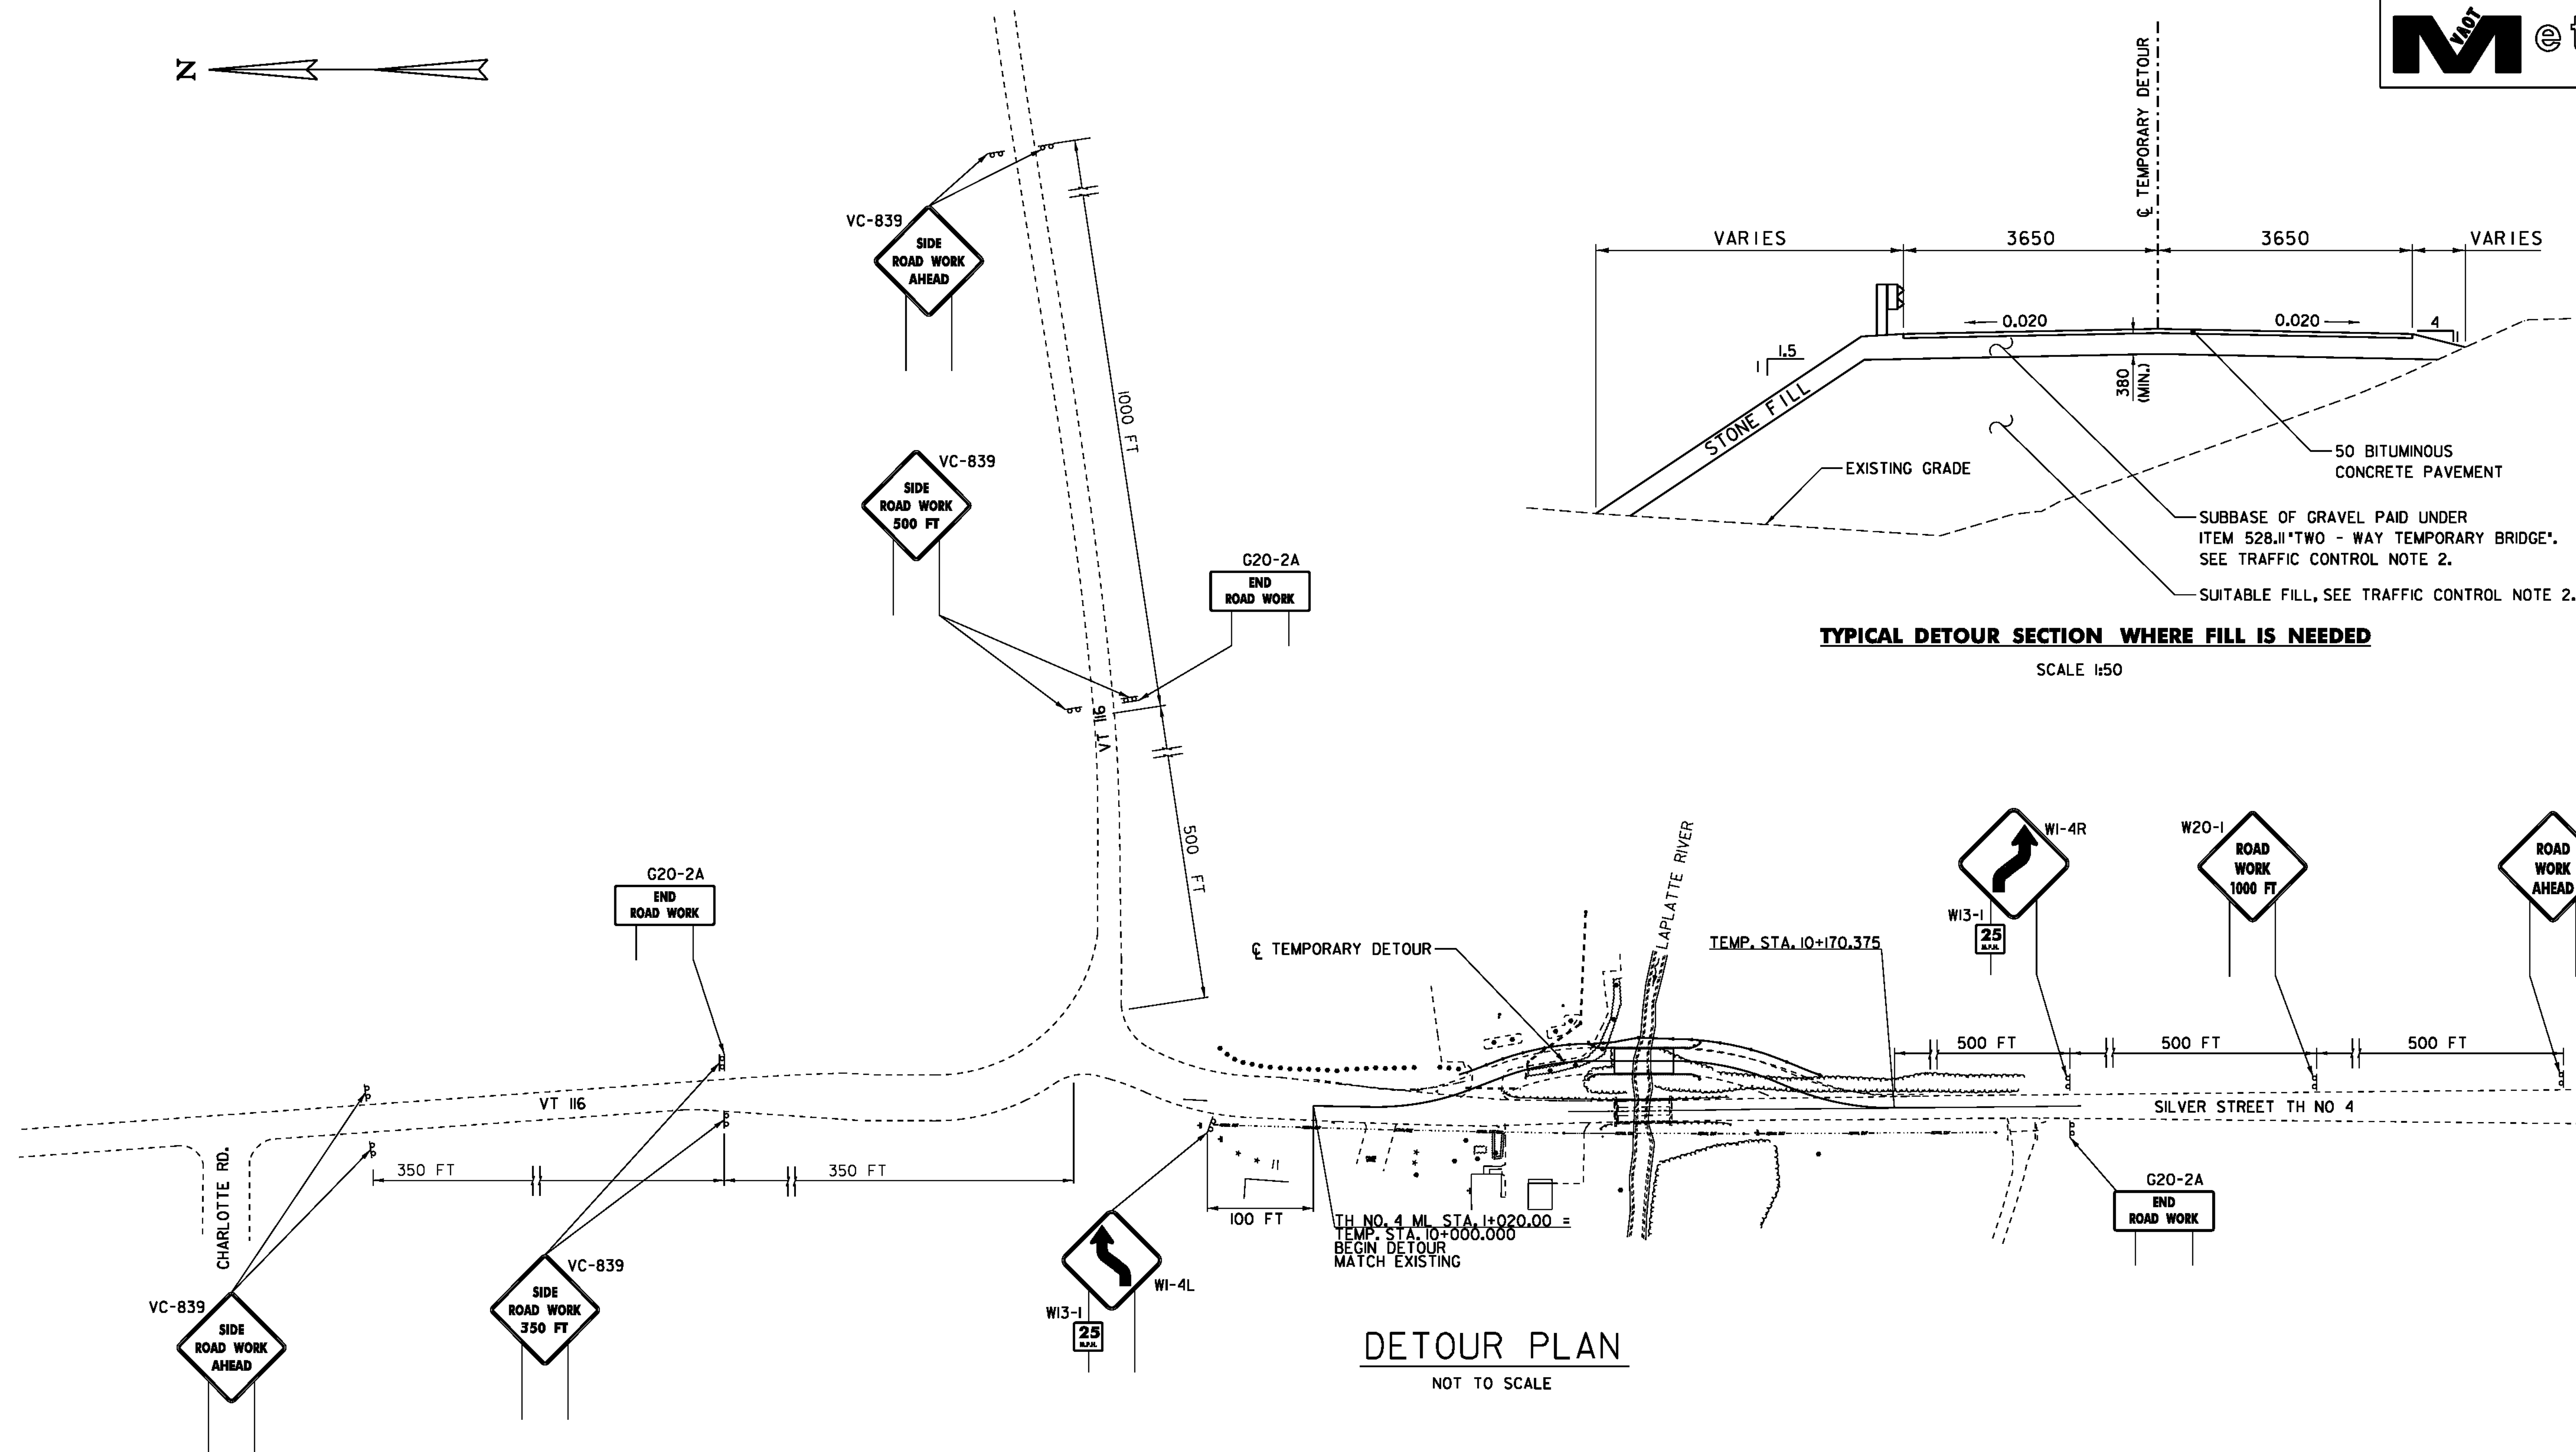 N
VAOT
M
VC-839
SIDE
ROAD WORK
AHEAD
1000 FT
VC-839
SIDE
ROAD WORK
500 FT
G20-2A
END
ROAD WORK
VT 116
500 FT
℄ TEMPORARY DETOUR
VARIES
3650
3650
VARIES
0.020
0.020
4
1
1.5
1
380
(MIN.)
STONE FILL
EXISTING GRADE
50 BITUMINOUS
CONCRETE PAVEMENT
SUBBASE OF GRAVEL PAID UNDER
ITEM 528.11 "TWO - WAY TEMPORARY BRIDGE".
SEE TRAFFIC CONTROL NOTE 2.
SUITABLE FILL, SEE TRAFFIC CONTROL NOTE 2.
TYPICAL DETOUR SECTION WHERE FILL IS NEEDED
SCALE 1:50
G20-2A
END
ROAD WORK
VT 116
CHARLOTTE RD.
350 FT
350 FT
VC-839
SIDE
ROAD WORK
AHEAD
VC-839
SIDE
ROAD WORK
350 FT
℄ TEMPORARY DETOUR
LAPLATTE RIVER
TEMP. STA. 10+170.375
W1-4R
W13-1
25
M.P.H.
W20-1
ROAD
WORK
1000 FT
ROAD
WORK
AHEAD
500 FT
500 FT
500 FT
SILVER STREET TH NO 4
G20-2A
END
ROAD WORK
100 FT
TH NO. 4 ML STA. 1+020.00 =
TEMP. STA. 10+000.000
BEGIN DETOUR
MATCH EXISTING
W1-4L
W13-1
25
M.P.H.
DETOUR PLAN
NOT TO SCALE